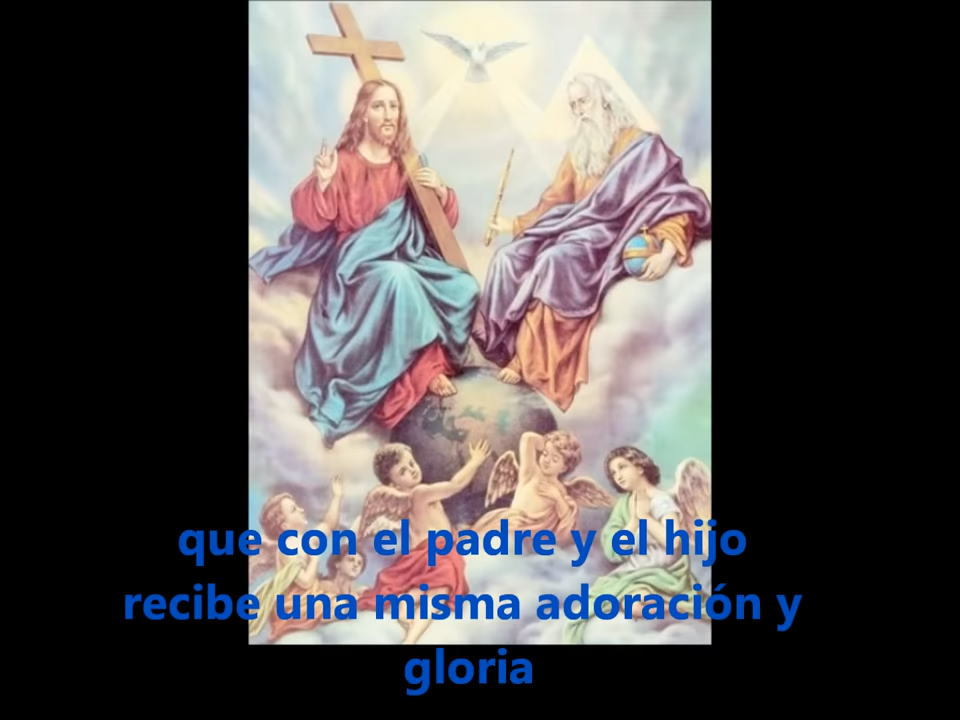 que con el padre y el hijo
recibe una misma adoración y
gloria